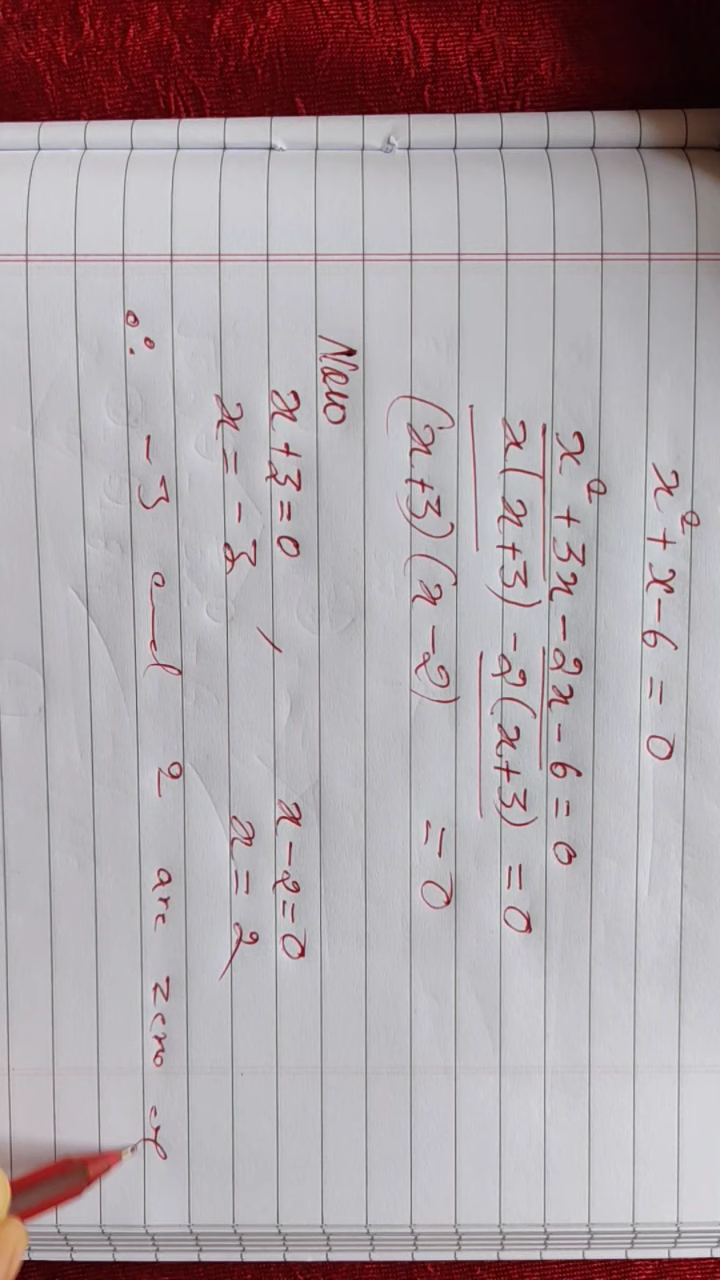 x² + x - 6 = 0
x² + 3x - 2x - 6 = 0
x(x+3) - 2(x+3) = 0
(x+3)(x-2) = 0
Now
x+3=0 , x-2=0
x = -3 x = 2
∴ -3 and 2 are zero of